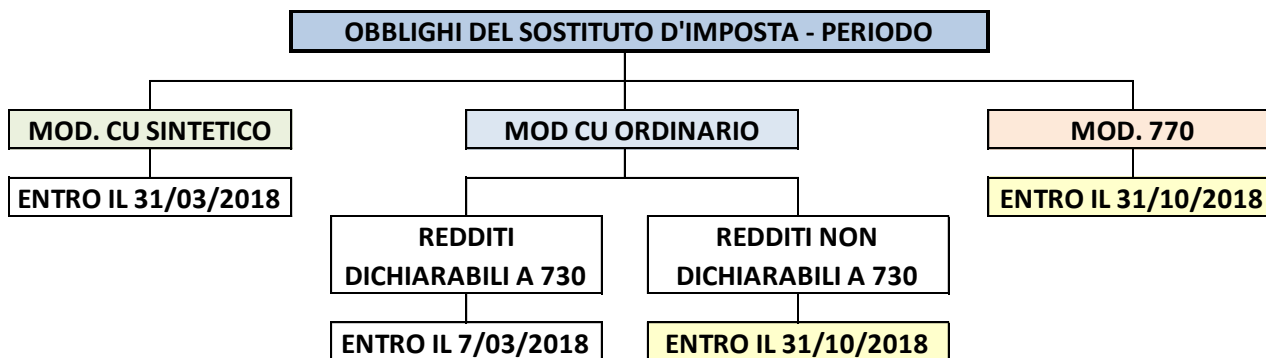 OBBLIGHI DEL SOSTITUTO D'IMPOSTA - PERIODO
MOD. CU SINTETICO
MOD CU ORDINARIO
MOD. 770
ENTRO IL 31/03/2018
ENTRO IL 31/10/2018
REDDITI
DICHIARABILI A 730
REDDITI NON
DICHIARABILI A 730
ENTRO IL 7/03/2018
ENTRO IL 31/10/2018